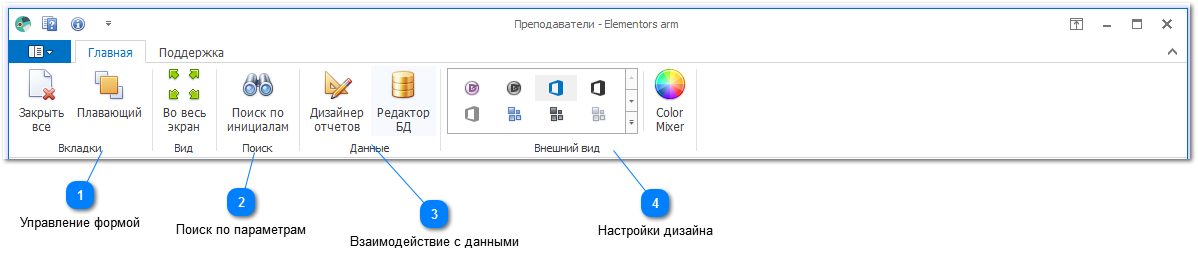 Преподаватели - Elementors arm
Главная
Поддержка
Закрыть все
Плавающий
Во весь экран
Поиск по инициалам
Дизайнер отчетов
Редактор БД
Color Mixer
Вкладки
Вид
Поиск
Данные
Внешний вид
1
Управление формой
2
Поиск по параметрам
3
Взаимодействие с данными
4
Настройки дизайна